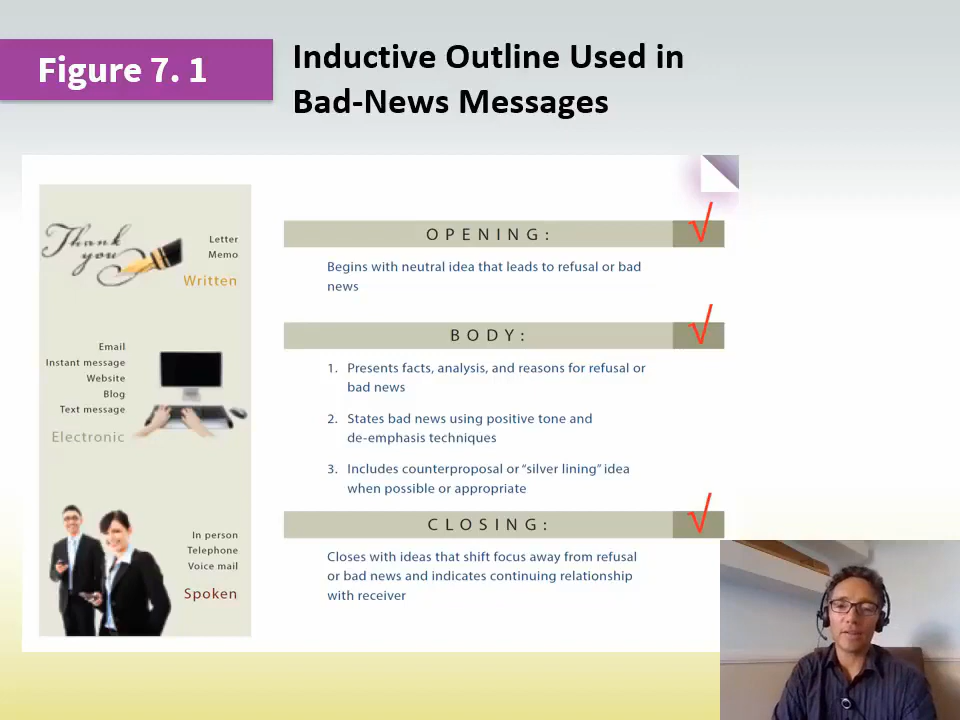 Figure 7. 1
Inductive Outline Used in
Bad-News Messages
Thank
you
Letter
Memo
Written
Email
Instant message
Website
Blog
Text message
Electronic
In person
Telephone
Voice mail
Spoken
OPENING: √
Begins with neutral idea that leads to refusal or bad
news
BODY: √
1. Presents facts, analysis, and reasons for refusal or
bad news
2. States bad news using positive tone and
de-emphasis techniques
3. Includes counterproposal or “silver lining” idea
when possible or appropriate
CLOSING: √
Closes with ideas that shift focus away from refusal
or bad news and indicates continuing relationship
with receiver